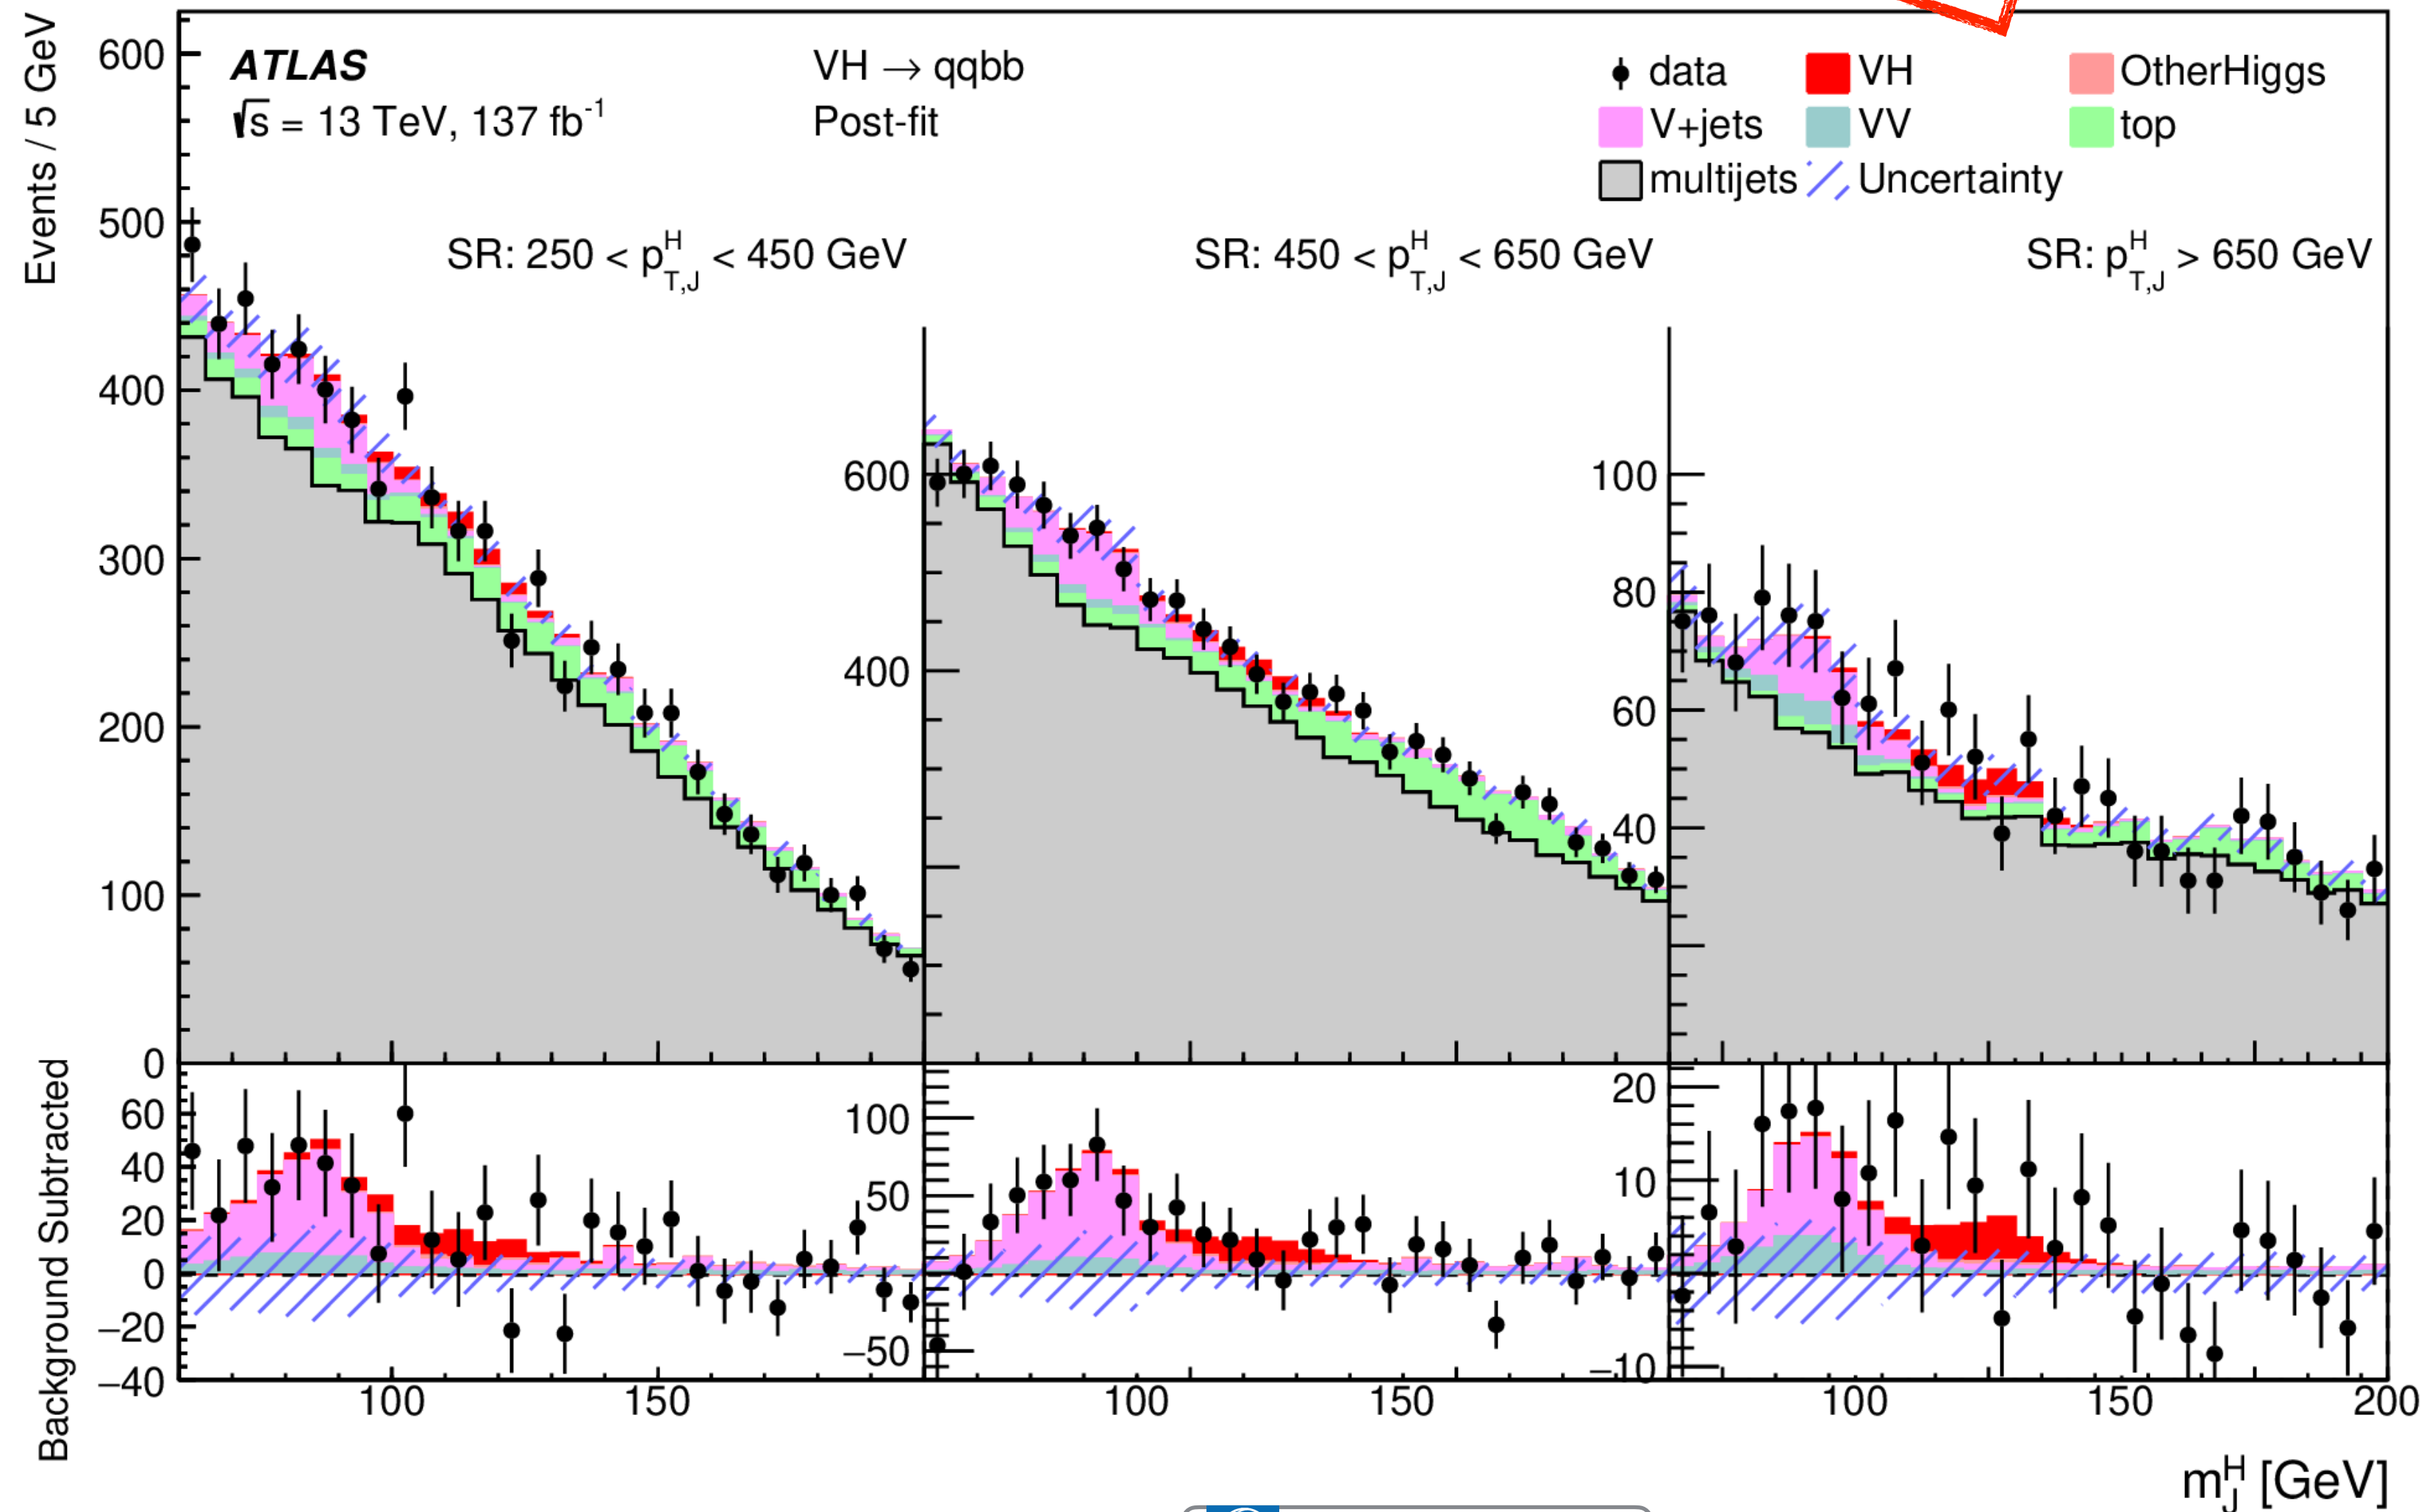 Events / 5 GeV
ATLAS
√s = 13 TeV, 137 fb⁻¹
VH → qqbb
Post-fit
data VH OtherHiggs
V+jets VV top
multijets Uncertainty
SR: 250 < p^H_T,J < 450 GeV
SR: 450 < p^H_T,J < 650 GeV
SR: p^H_T,J > 650 GeV
600
500
400
300
200
100
0
600
400
100
80
60
40
Background Subtracted
60
40
20
0
−20
−40
100
50
−50
20
10
−10
100 150 100 150 100 150 200
m^H_J [GeV]